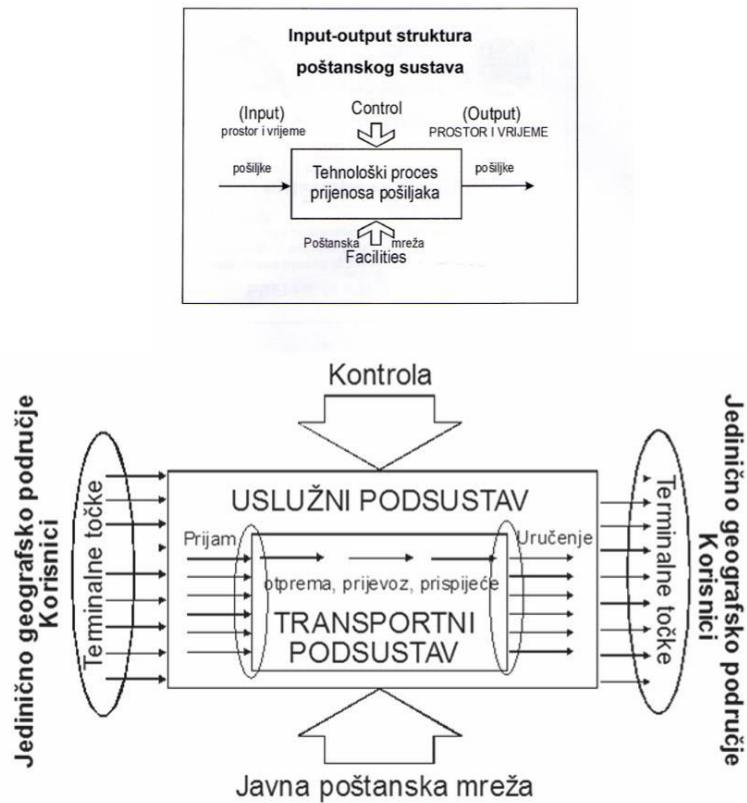 Input-output struktura
poštanskog sustava
(Input)
prostor i vrijeme
Control
(Output)
PROSTOR I VRIJEME
pošiljke
Tehnološki proces
prijenosa pošiljaka
pošiljke
Poštanska mreža
Facilities
Kontrola
Jedinično geografsko područje
Korisnici
Terminalne točke
USLUŽNI PODSUSTAV
Prijam
Uručenje
otprema, prijevoz, prispijeće
TRANSPORTNI
PODSUSTAV
Terminalne točke
Jedinično geografsko područje
Korisnici
Javna poštanska mreža